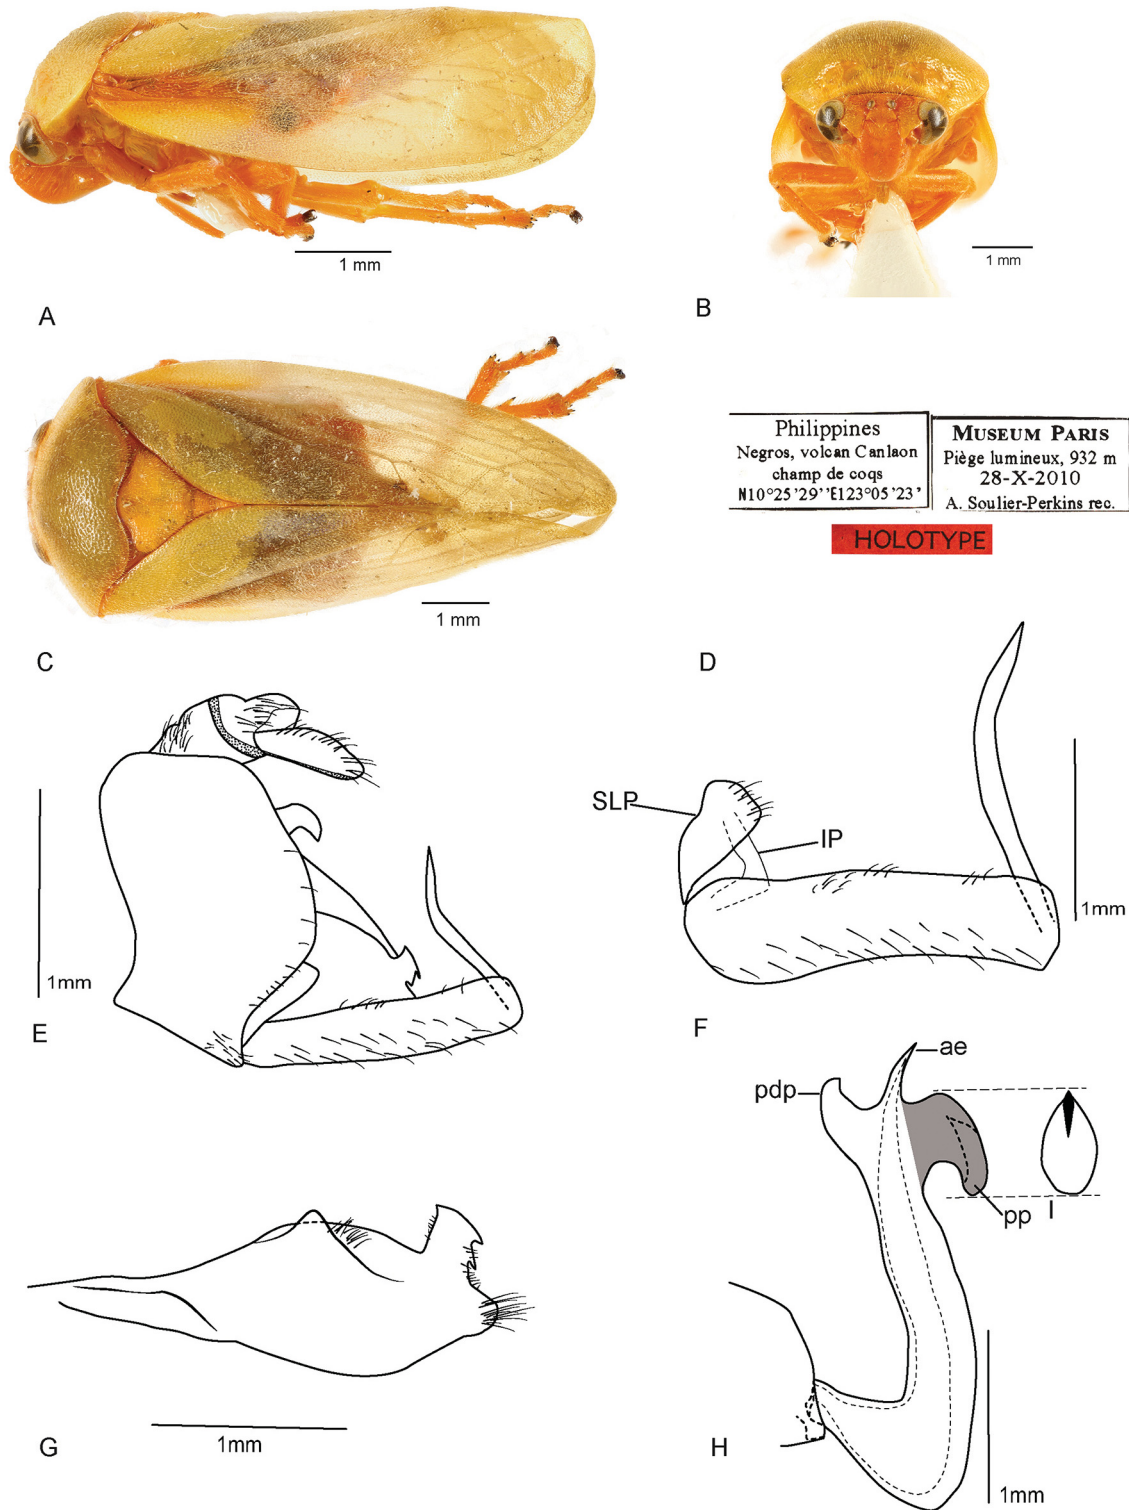 1 mm
1 mm
A
B
Philippines
Negros, volcan Canlaon
champ de coqs
N10°25'29''E123°05'23'
MUSEUM PARIS
Piège lumineux, 932 m
28-X-2010
A. Soulier-Perkins rec.
HOLOTYPE
1 mm
C
D
SLP
IP
1mm
1mm
E
F
ae
pdp
pp
I
G
1mm
H
1mm